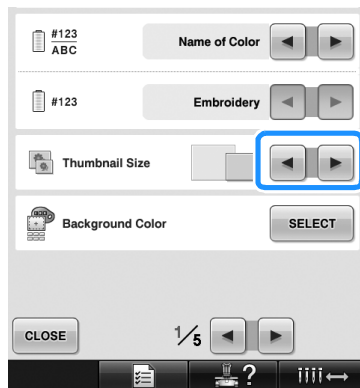 #123
ABC
Name of Color
#123
Embroidery
Thumbnail Size
Background Color
SELECT
CLOSE
1/5
?